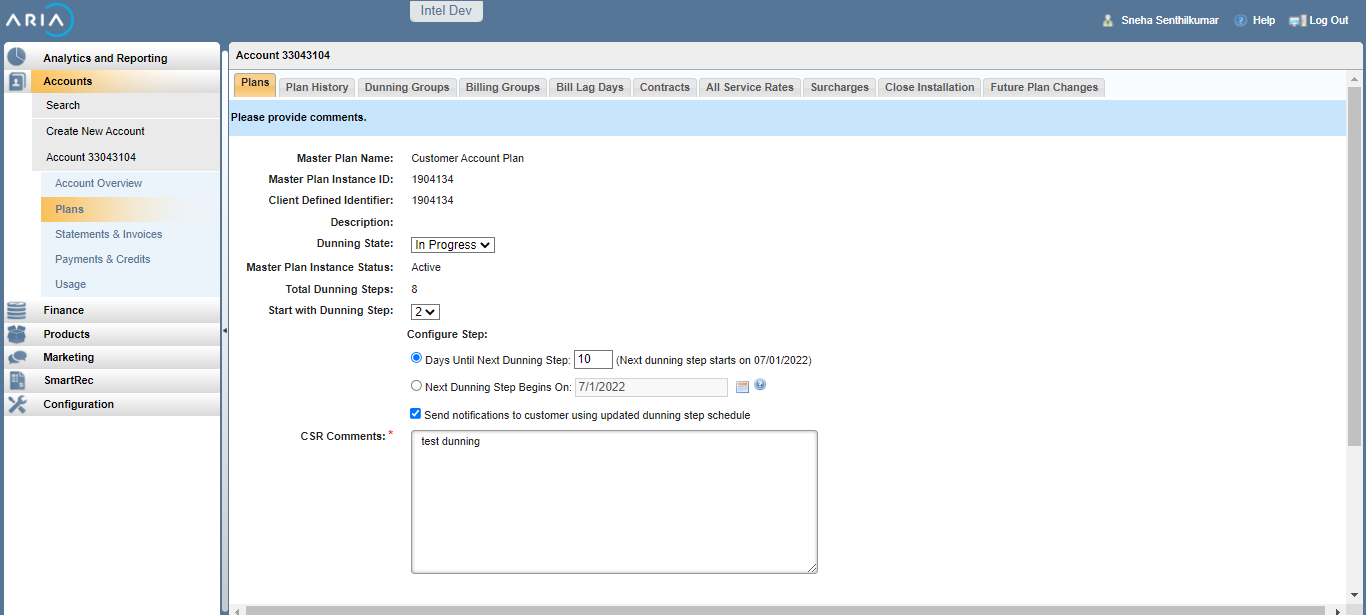 ARIA
Intel Dev
Sneha Senthilkumar Help Log Out
Analytics and Reporting
Accounts
Search
Create New Account
Account 33043104
Account Overview
Plans
Statements & Invoices
Payments & Credits
Usage
Finance
Products
Marketing
SmartRec
Configuration
Account 33043104
Plans Plan History Dunning Groups Billing Groups Bill Lag Days Contracts All Service Rates Surcharges Close Installation Future Plan Changes
Please provide comments.
Master Plan Name: Customer Account Plan
Master Plan Instance ID: 1904134
Client Defined Identifier: 1904134
Description:
Dunning State: In Progress
Master Plan Instance Status: Active
Total Dunning Steps: 8
Start with Dunning Step: 2
Configure Step:
Days Until Next Dunning Step: 10 (Next dunning step starts on 07/01/2022)
Next Dunning Step Begins On: 7/1/2022
Send notifications to customer using updated dunning step schedule
CSR Comments: * test dunning